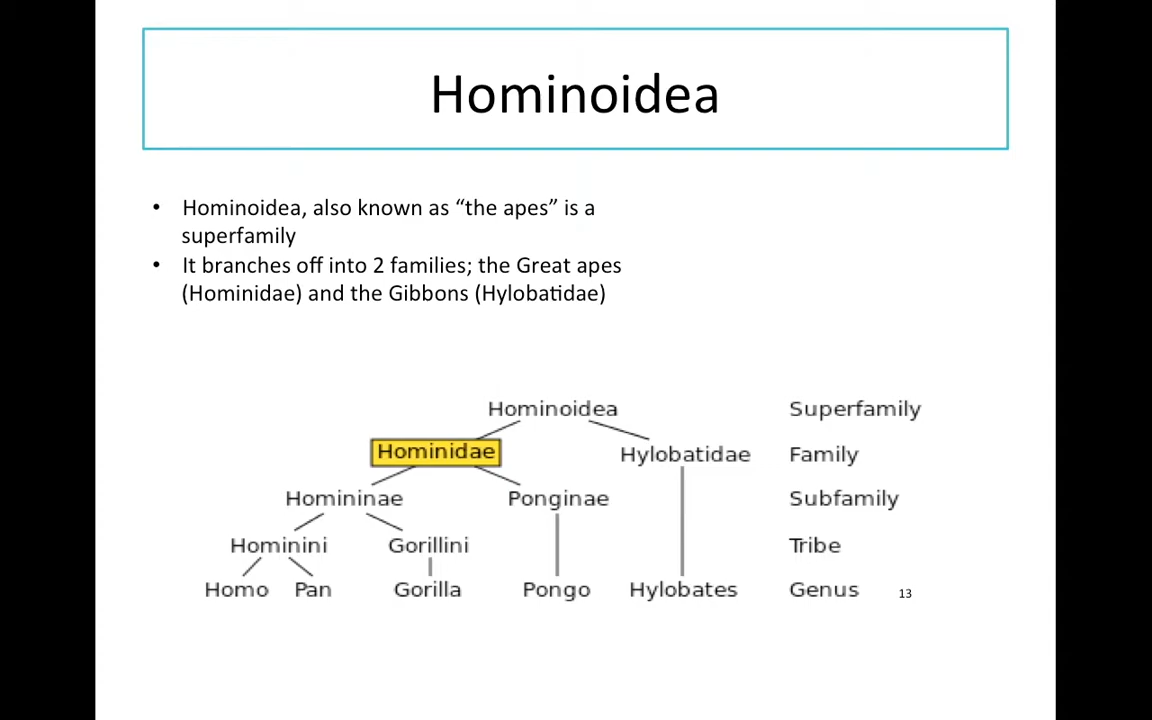 Hominoidea
• Hominoidea, also known as “the apes” is a
superfamily
• It branches off into 2 families; the Great apes
(Hominidae) and the Gibbons (Hylobatidae)
Hominoidea Superfamily
Hominidae Hylobatidae Family
Homininae Ponginae Subfamily
Hominini Gorillini Tribe
Homo Pan Gorilla Pongo Hylobates Genus 13